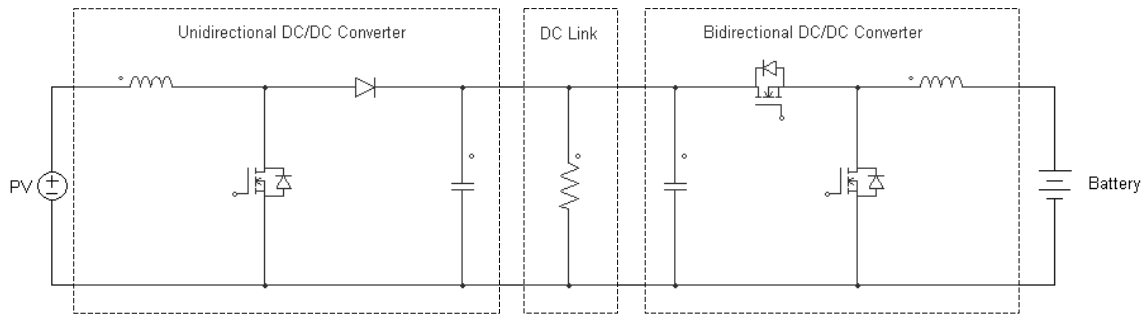 Unidirectional DC/DC Converter
DC Link
Bidirectional DC/DC Converter
PV
Battery